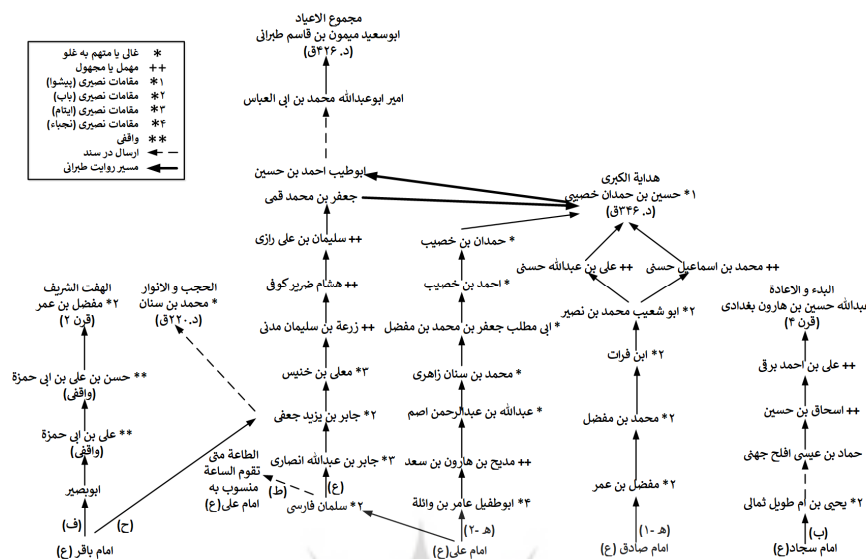 مجموع الاعیاد
ابوسعید میمون بن قاسم طبرانی
(د. ۴۲۶ق)
* غالی یا متهم به غلو
++ مهمل یا مجهول
*۱ مقامات نصیری (پیشوا)
*۲ مقامات نصیری (باب)
*۳ مقامات نصیری (ایتام)
*۴ مقامات نصیری (نجباء)
** واقفی
ارسال در سند
مسیر روایت طبرانی
امیر ابوعبدالله محمد بن ابی العباس
ابوطیب احمد بن حسین
هدایة الکبری
*۱ حسین بن حمدان خصیبی
(د. ۳۴۶ق)
جعفر بن محمد قمی
* حمدان بن خصیب
++ سلیمان بن علی رازی
++ علی بن عبدالله حسنی
++ محمد بن اسماعیل حسنی
++ هشام ضریر کوفی
* احمد بن خصیب
الهفت الشریف
*۲ مفضل بن عمر
(قرن ۲)
الحجب و الانوار
* محمد بن سنان
(د.۲۲۰ق)
البدء و الاعادة
عبدالله حسین بن هارون بغدادی
(قرن ۴)
*۲ ابو شعیب محمد بن نصیر
++ زرعة بن سلیمان مدنی
* ابی مطلب جعفر بن محمد بن مفضل
*۲ ابن فرات
++ علی بن احمد برقی
** حسن بن علی بن ابی حمزة
(واقفی)
*۳ معلی بن خنیس
* محمد بن سنان زاهری
*۲ جابر بن یزید جعفی
* عبدالله بن عبدالرحمن اصم
*۲ محمد بن مفضل
++ اسحاق بن حسین
** علی بن ابی حمزة
(واقفی)
*۳ جابر بن عبدالله انصاری
++ مدیح بن هارون بن سعد
حماد بن عیسی افلح جهنی
الطاعة متی
تقوم الساعة
منسوب به
امام علی(ع)
ابوبصیر
*۲ مفضل بن عمر
*۲ یحیی بن ام طویل ثمالی
(ع)
(ط)
*۲ سلمان فارسی
*۴ ابوطفیل عامر بن واثلة
(ف)
(ح)
(هـ -۲)
(هـ -۱)
(ب)
امام باقر (ع)
امام علی(ع)
امام صادق (ع)
امام سجاد(ع)